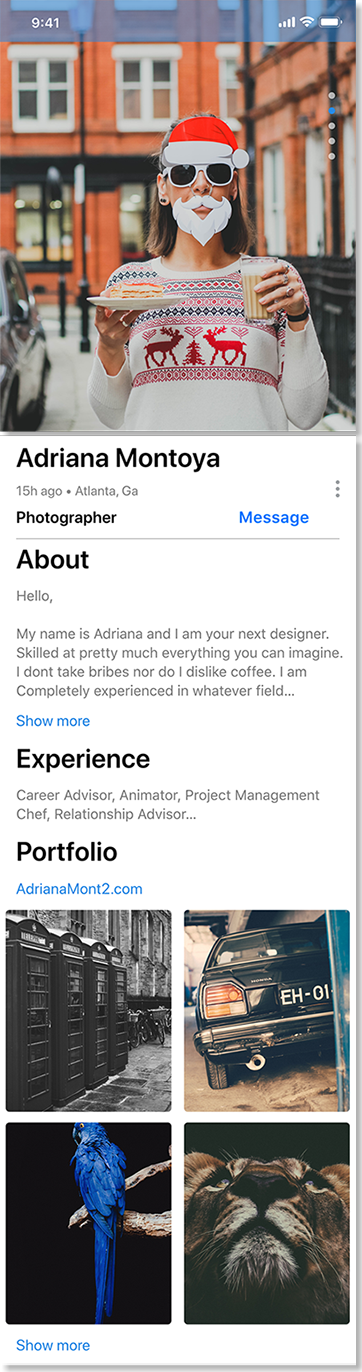 9:41
Adriana Montoya
15h ago • Atlanta, Ga
Photographer
Message
About
Hello,
My name is Adriana and I am your next designer.
Skilled at pretty much everything you can imagine.
I dont take bribes nor do I dislike coffee. I am
Completely experienced in whatever field...
Show more
Experience
Career Advisor, Animator, Project Management
Chef, Relationship Advisor...
Portfolio
AdrianaMont2.com
HONDA
EH-01
Show more